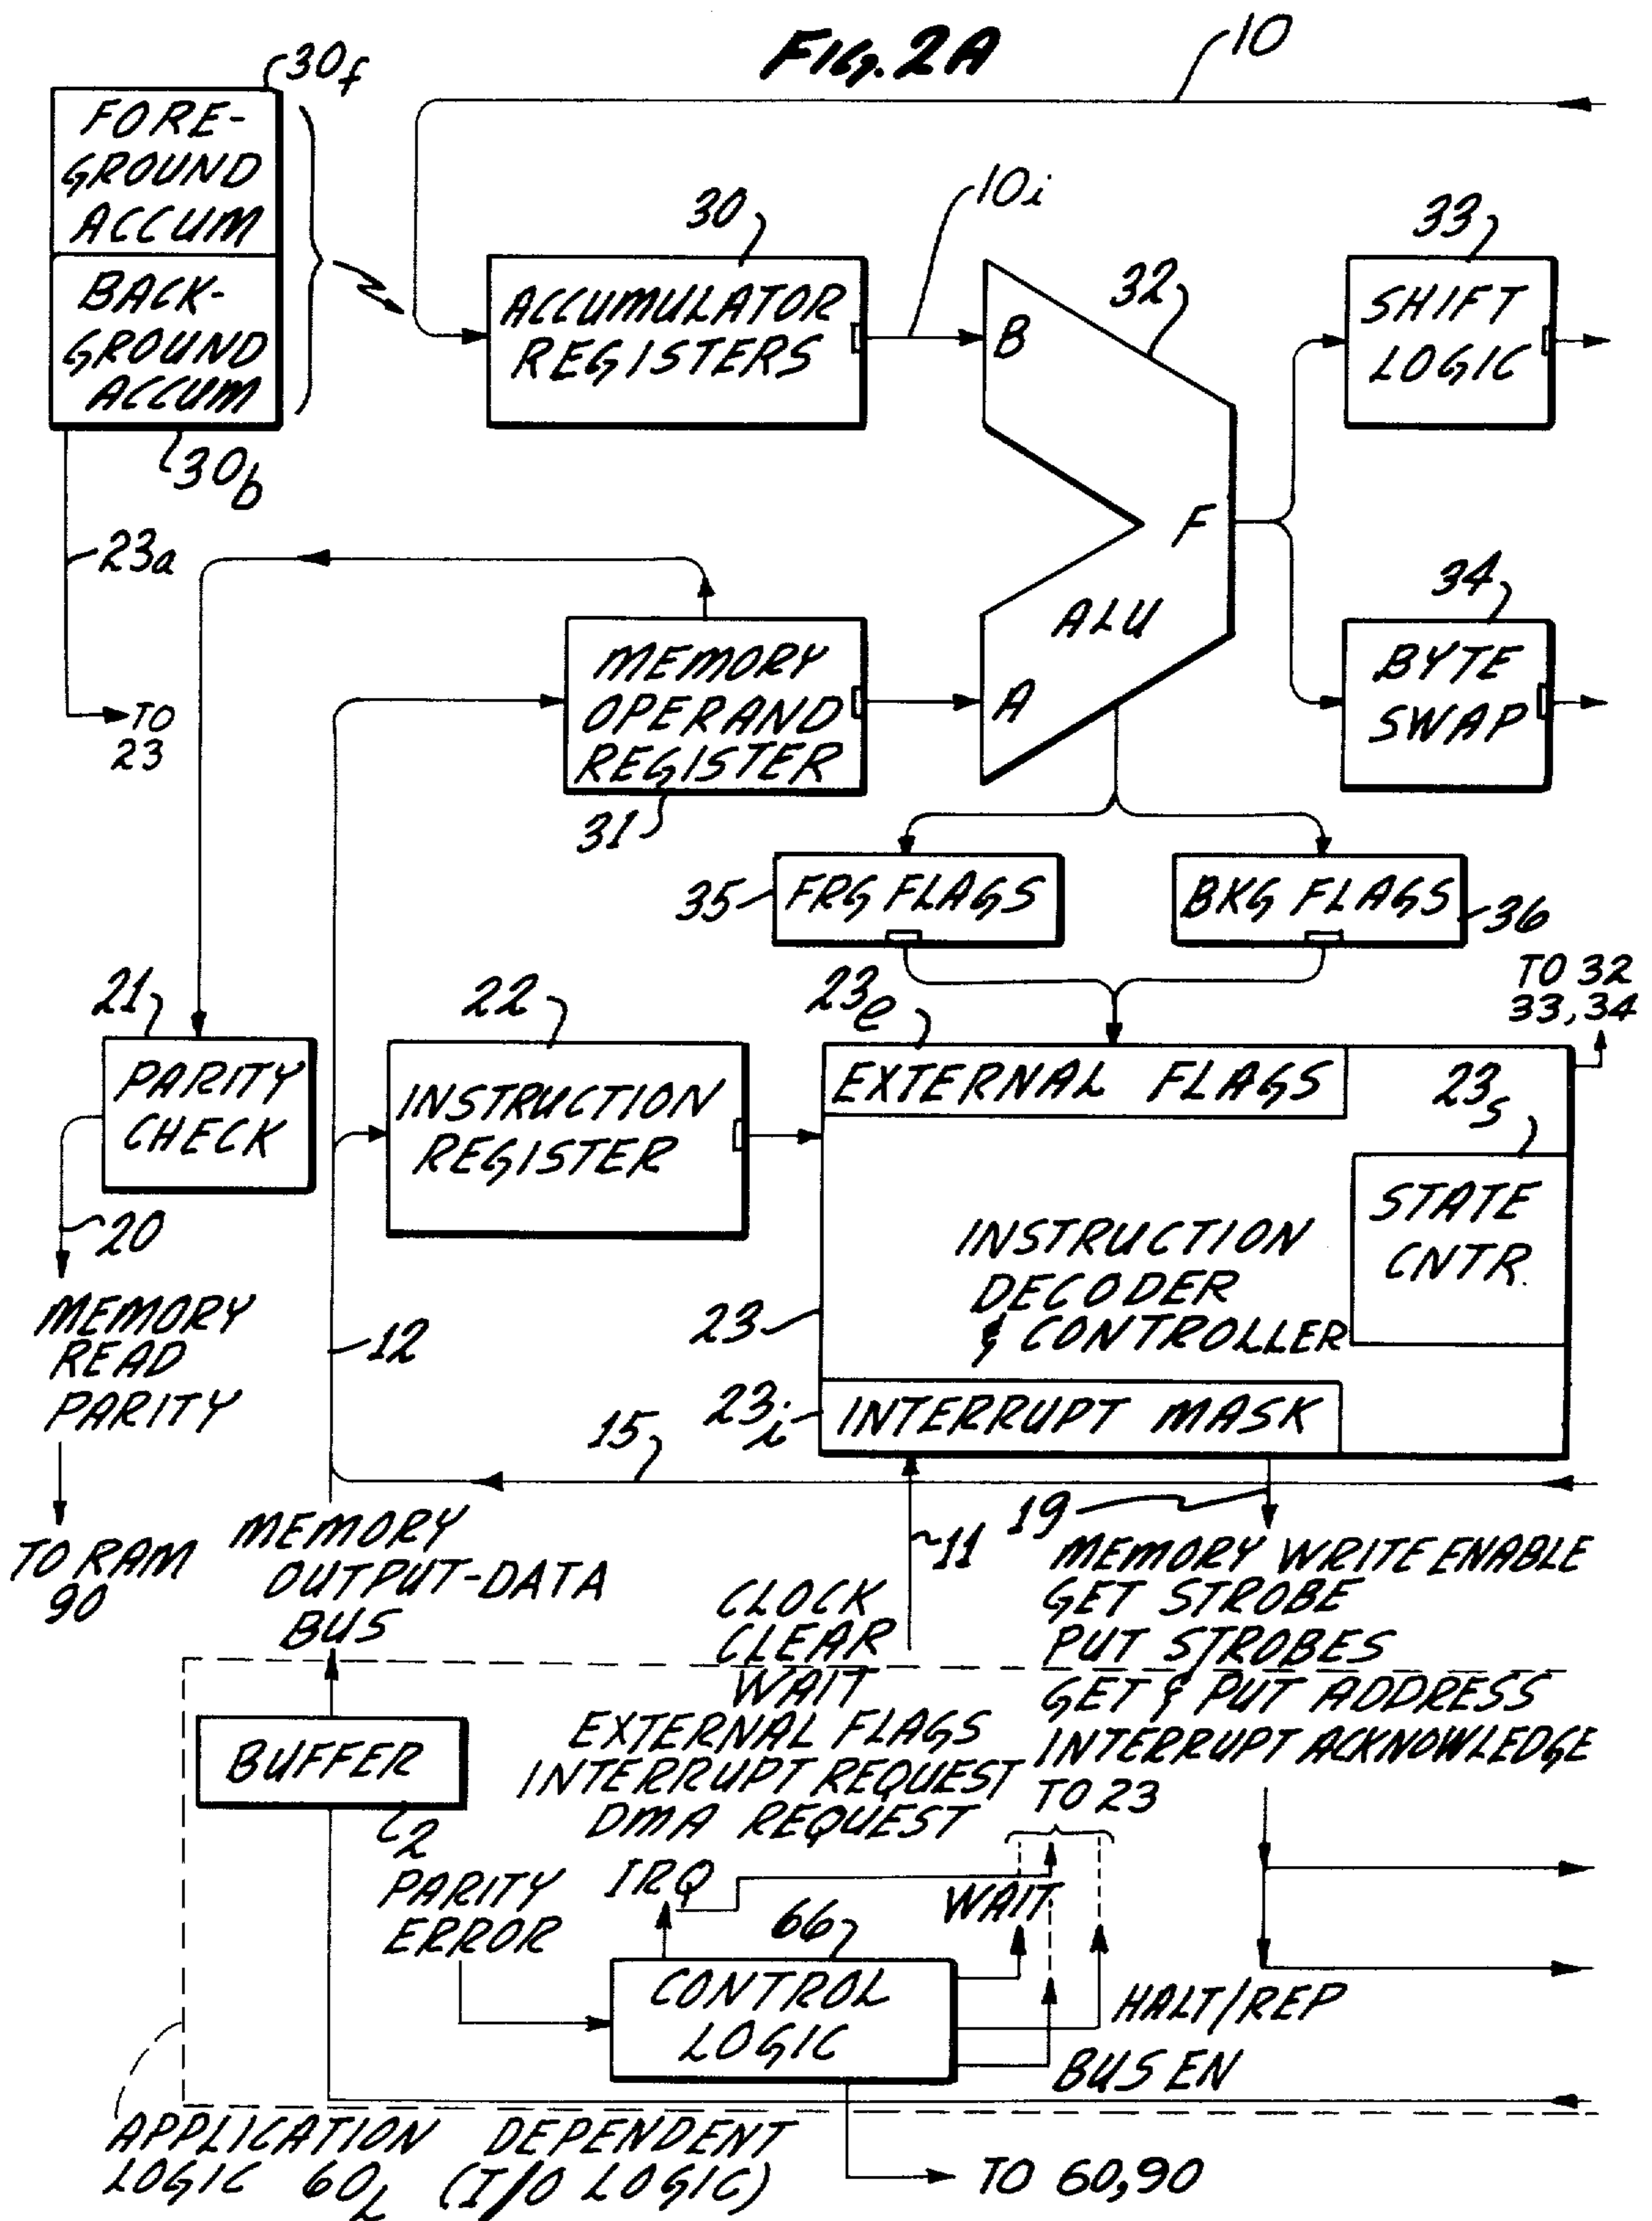 FIG. 2A
10
30f
FORE-
GROUND
ACCUM
BACK-
GROUND
ACCUM
30b
23a
TO
23
30
ACCUMULATOR
REGISTERS
10i
B
32
F
ALU
A
33
SHIFT
LOGIC
34
BYTE
SWAP
MEMORY
OPERAND
REGISTER
31
35
FRG FLAGS
BKG FLAGS
36
TO 32
33, 34
21
PARITY
CHECK
20
MEMORY
READ
PARITY
TO RAM
90
22
INSTRUCTION
REGISTER
23e
EXTERNAL FLAGS
23s
STATE
CNTR.
INSTRUCTION
DECODER
& CONTROLLER
23
23i
INTERRUPT MASK
12
15
11
19
MEMORY
OUTPUT-DATA
BUS
CLOCK
CLEAR
WAIT
EXTERNAL FLAGS
INTERRUPT REQUEST
DMA REQUEST
MEMORY WRITE ENABLE
GET STROBE
PUT STROBES
GET & PUT ADDRESS
INTERRUPT ACKNOWLEDGE
TO 23
BUFFER
2
PARITY
ERROR
IRQ
66
WAIT
CONTROL
LOGIC
HALT/REP
BUS EN
APPLICATION DEPENDENT
LOGIC 60L (I/O LOGIC)
TO 60, 90